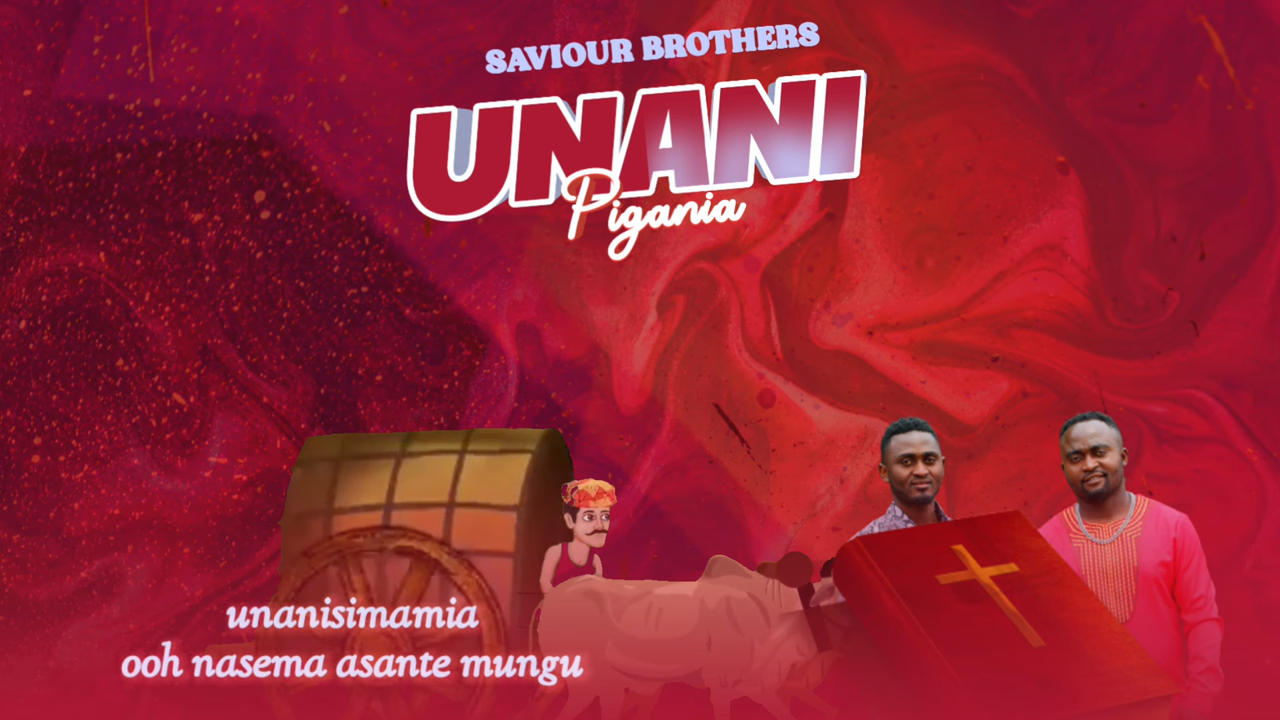 SAVIOUR BROTHERS
UNANI
Pigania
unanisimamia
ooh nasema asante mungu